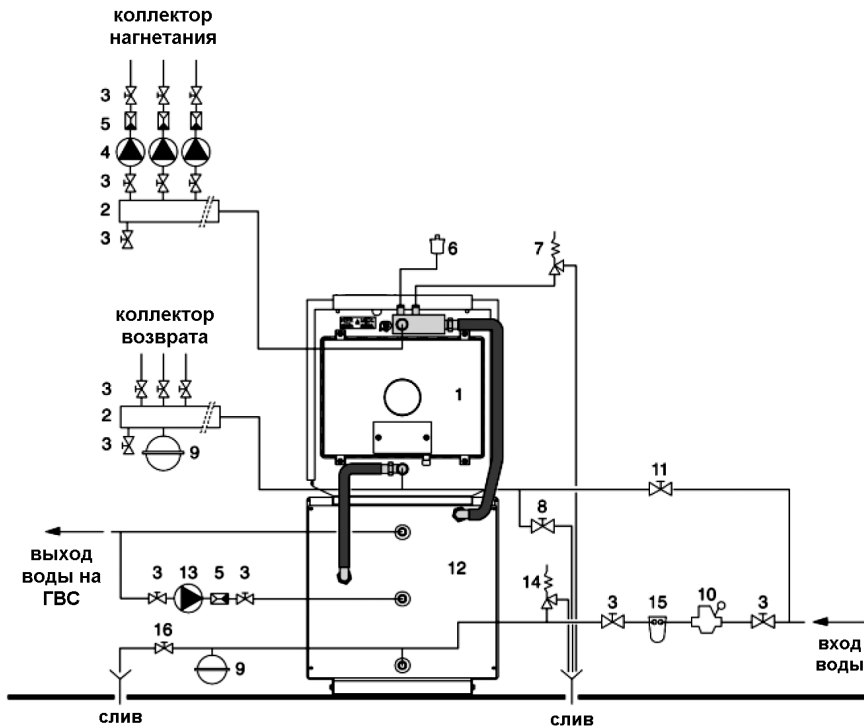 коллектор
нагнетания
3
5
4
3
2
3
6
7
коллектор
возврата
3
2
3
9
1
11
8
выход
воды на
ГВС
3 13 5 3
12
14
3 15 10 3
16
9
вход
воды
слив
слив